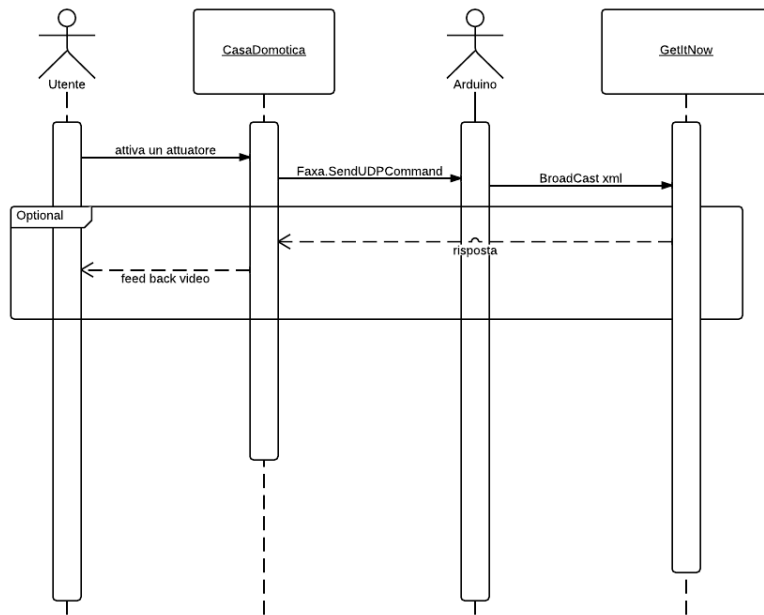 Utente
CasaDomotica
Arduino
GetItNow
attiva un attuatore
Faxa.SendUDPCommand
BroadCast xml
Optional
risposta
feed back video